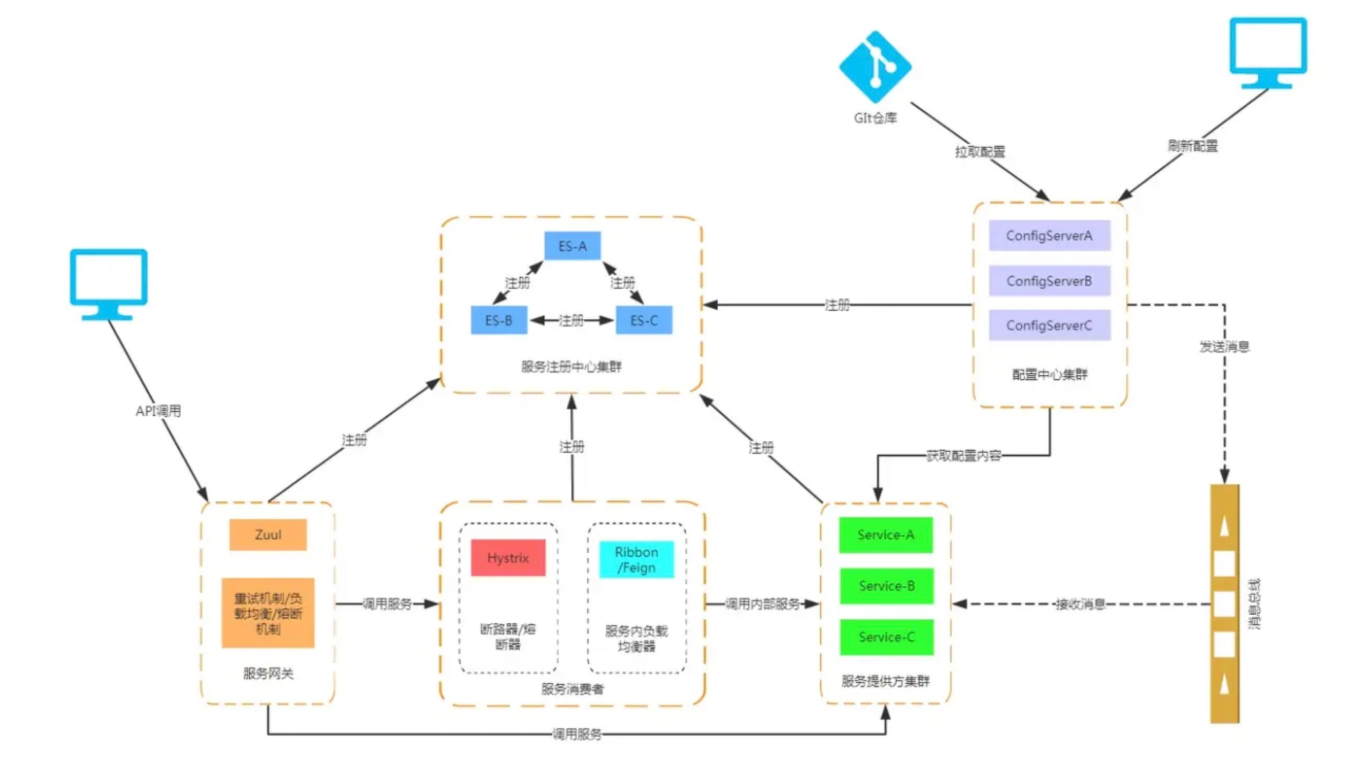 GIt仓库
拉取配置
刷新配置
ES-A
注册
注册
ES-B
注册
ES-C
服务注册中心集群
注册
ConfigServerA
ConfigServerB
ConfigServerC
配置中心集群
发送消息
API调用
注册
注册
注册
获取配置内容
Zuul
重试机制/负
载均衡/熔断
机制
服务网关
调用服务
Hystrix
断路器/熔
断器
Ribbon
/Feign
服务内负载
均衡器
服务消费者
调用内部服务
Service-A
Service-B
Service-C
服务提供方集群
接收消息
消息总线
调用服务